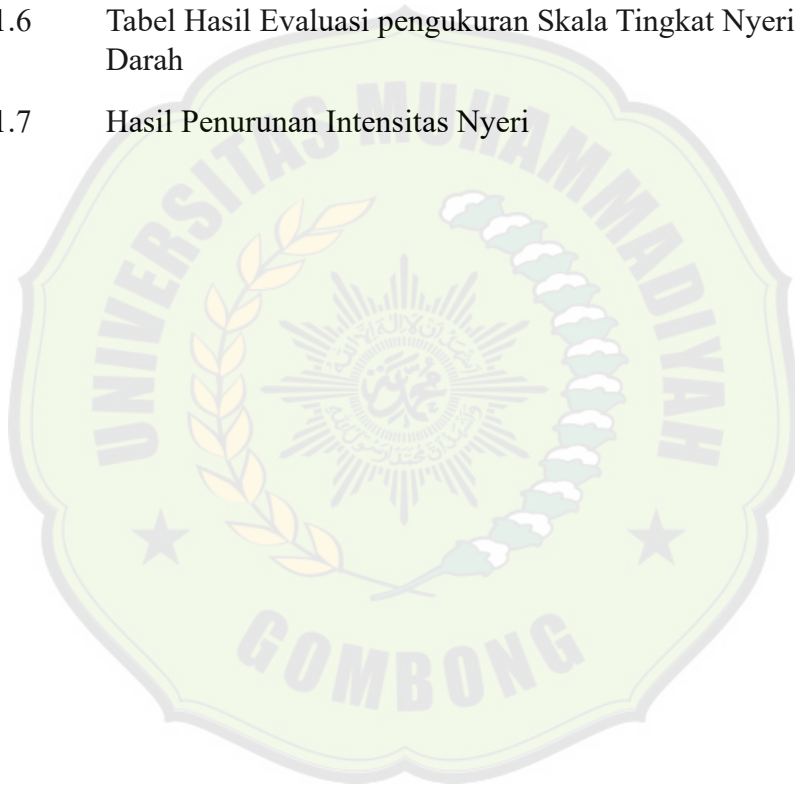 1.6 Tabel Hasil Evaluasi pengukuran Skala Tingkat Nyeri
Darah
1.7 Hasil Penurunan Intensitas Nyeri
UNIVERSITAS MUHAMMADIYAH
GOMBONG